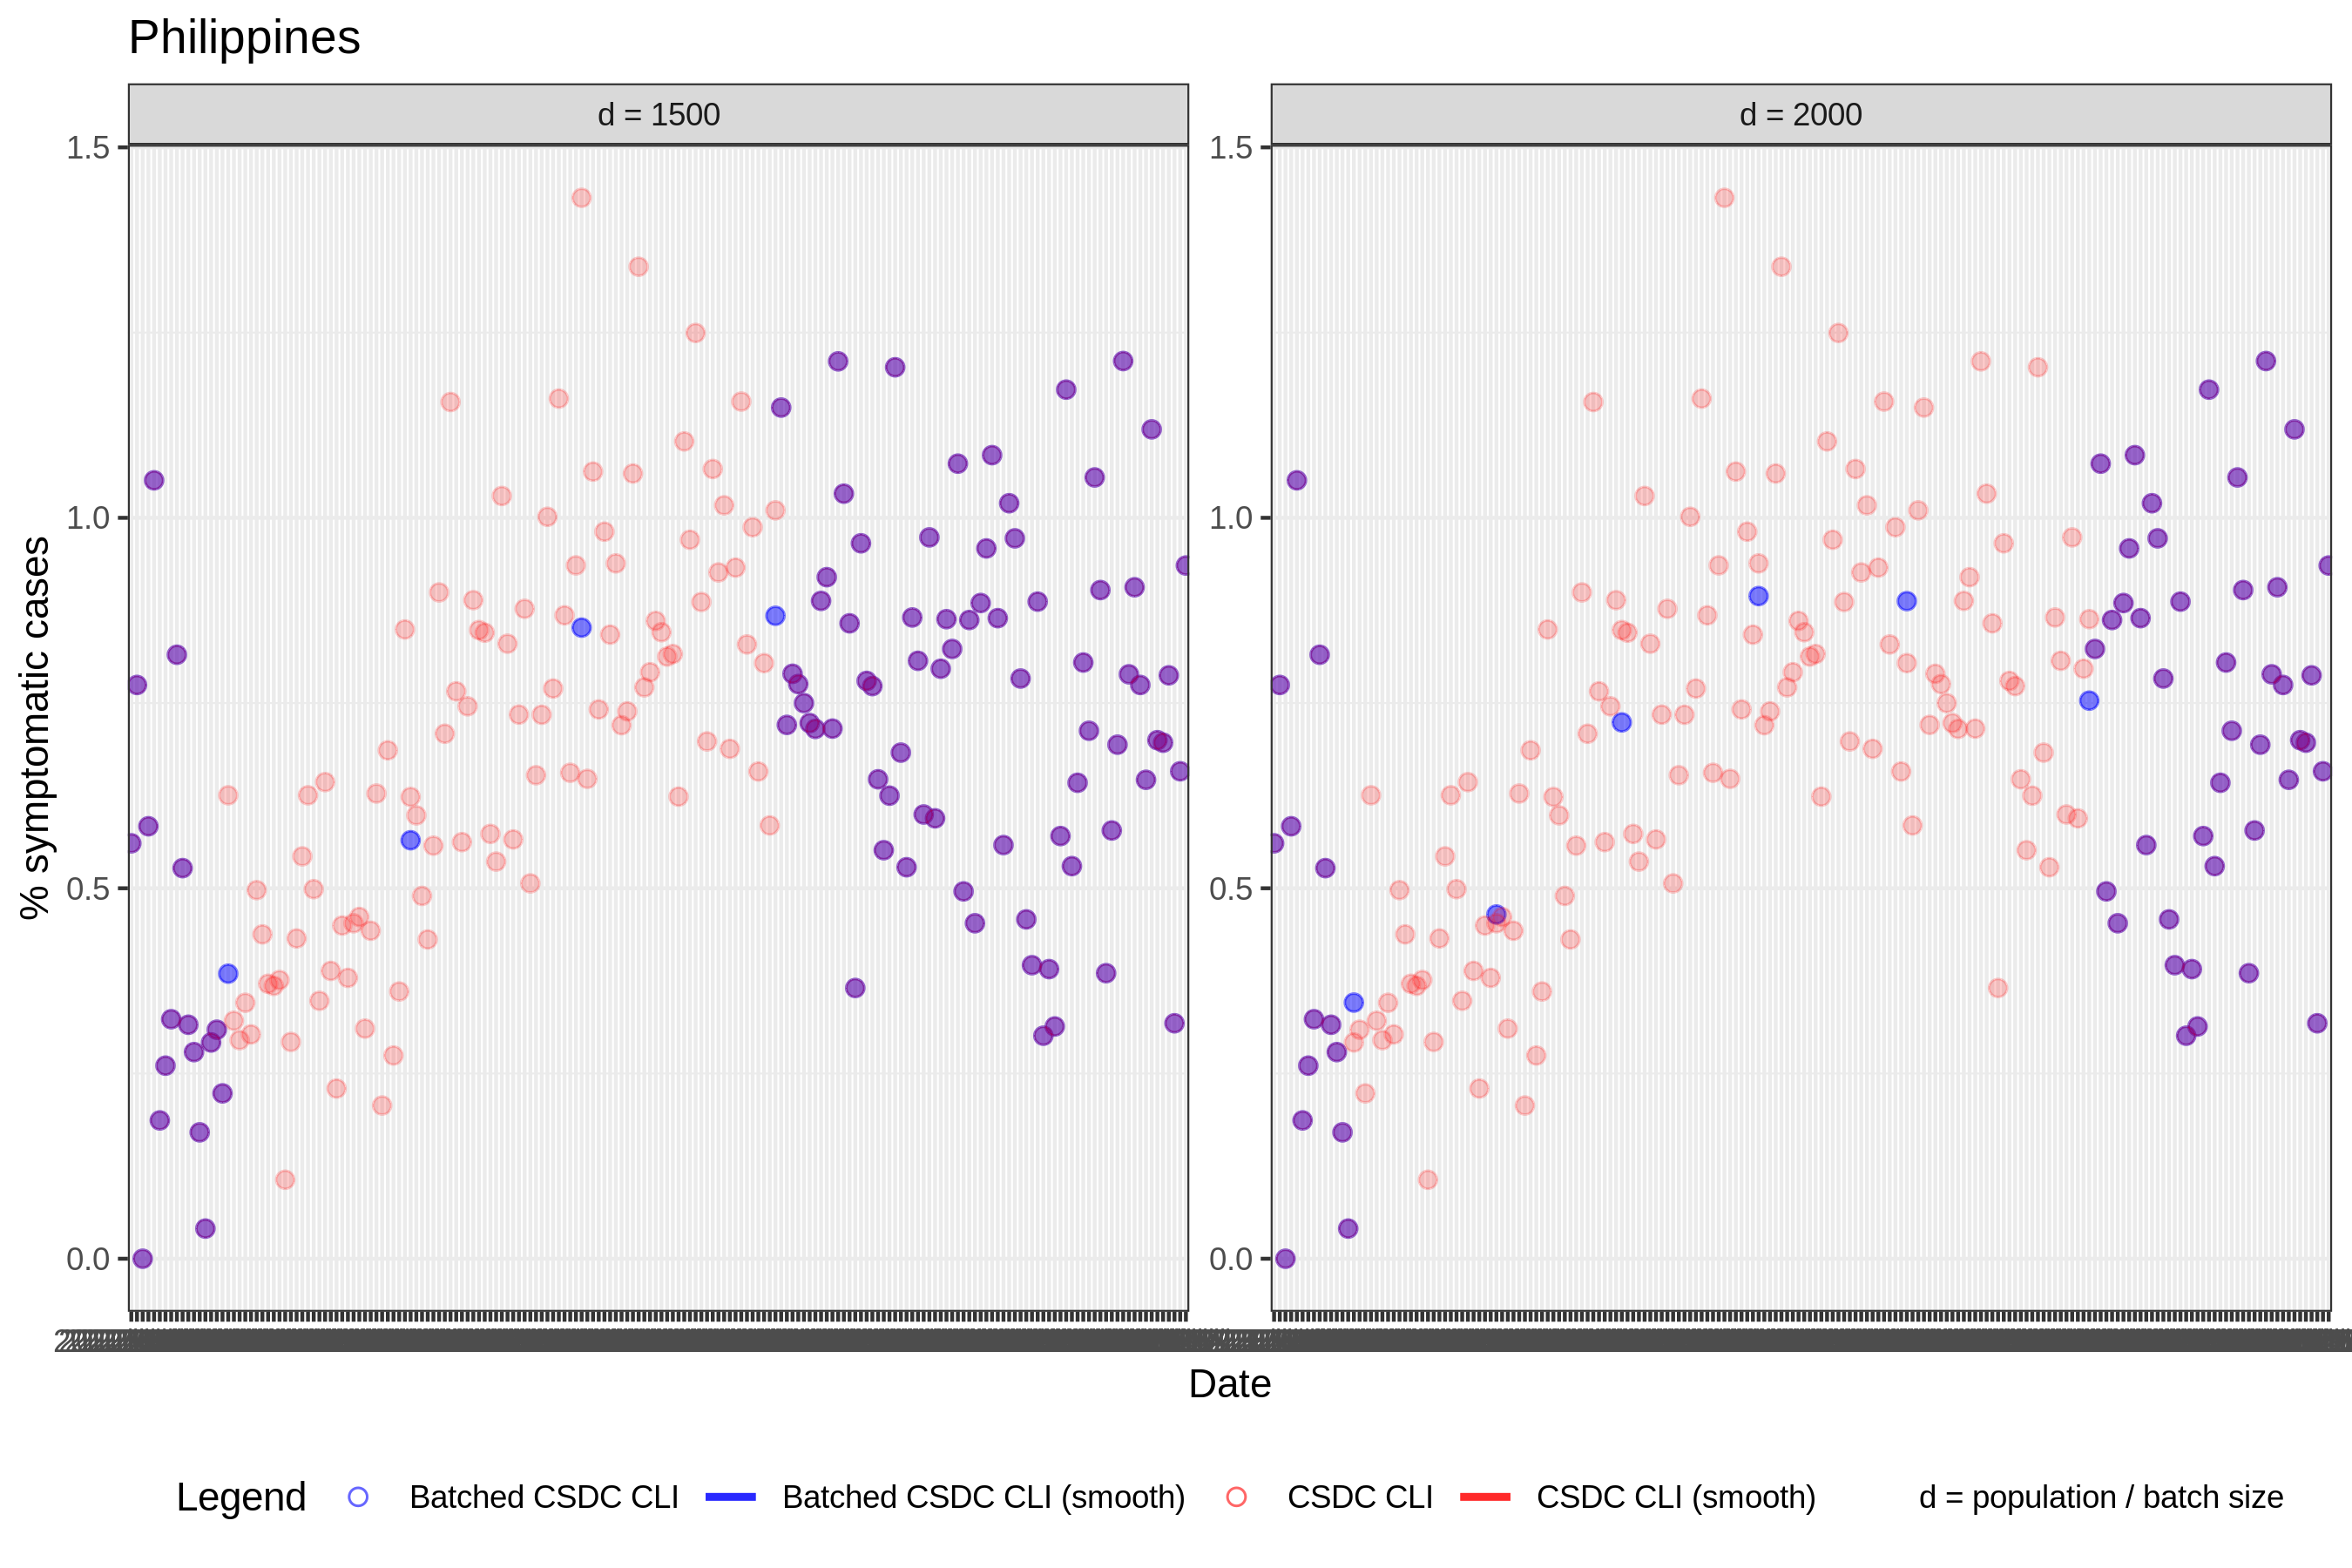 Philippines
d = 1500
d = 2000
1.5
1.0
0.5
0.0
1.5
1.0
0.5
0.0
% symptomatic cases
Date
Legend
Batched CSDC CLI
Batched CSDC CLI (smooth)
CSDC CLI
CSDC CLI (smooth)
d = population / batch size